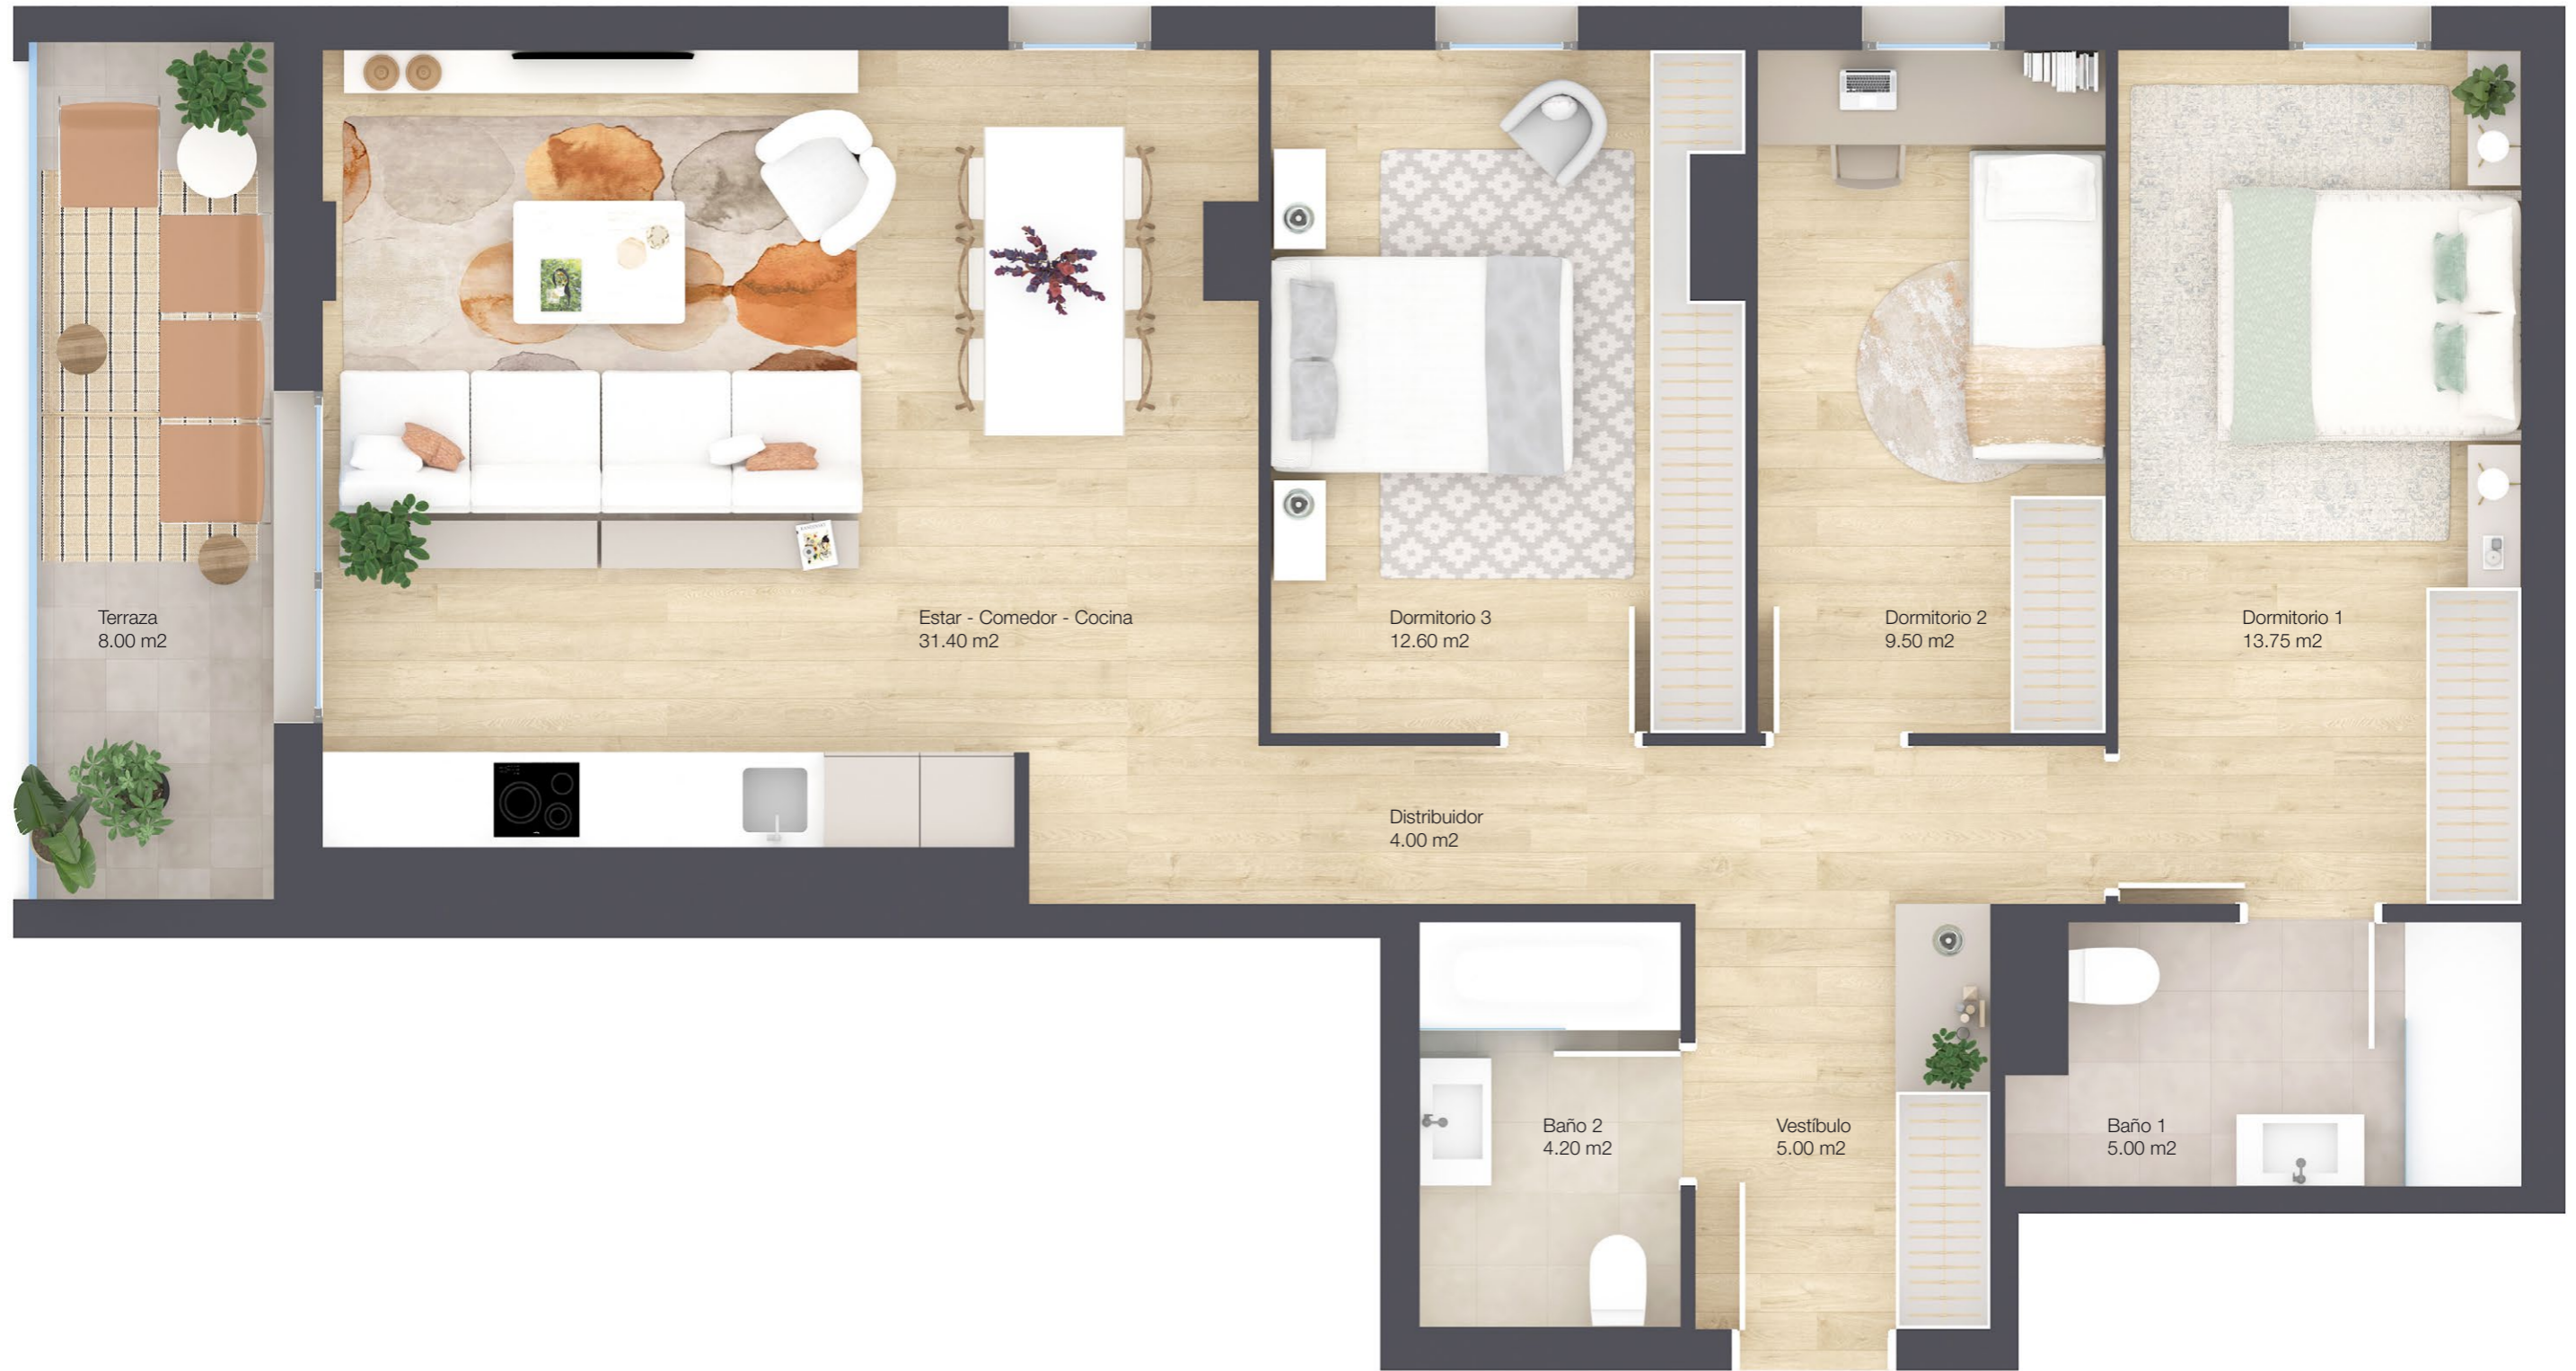 Terraza
8.00 m2
Estar - Comedor - Cocina
31.40 m2
Dormitorio 3
12.60 m2
Dormitorio 2
9.50 m2
Dormitorio 1
13.75 m2
Distribuidor
4.00 m2
Baño 2
4.20 m2
Vestíbulo
5.00 m2
Baño 1
5.00 m2